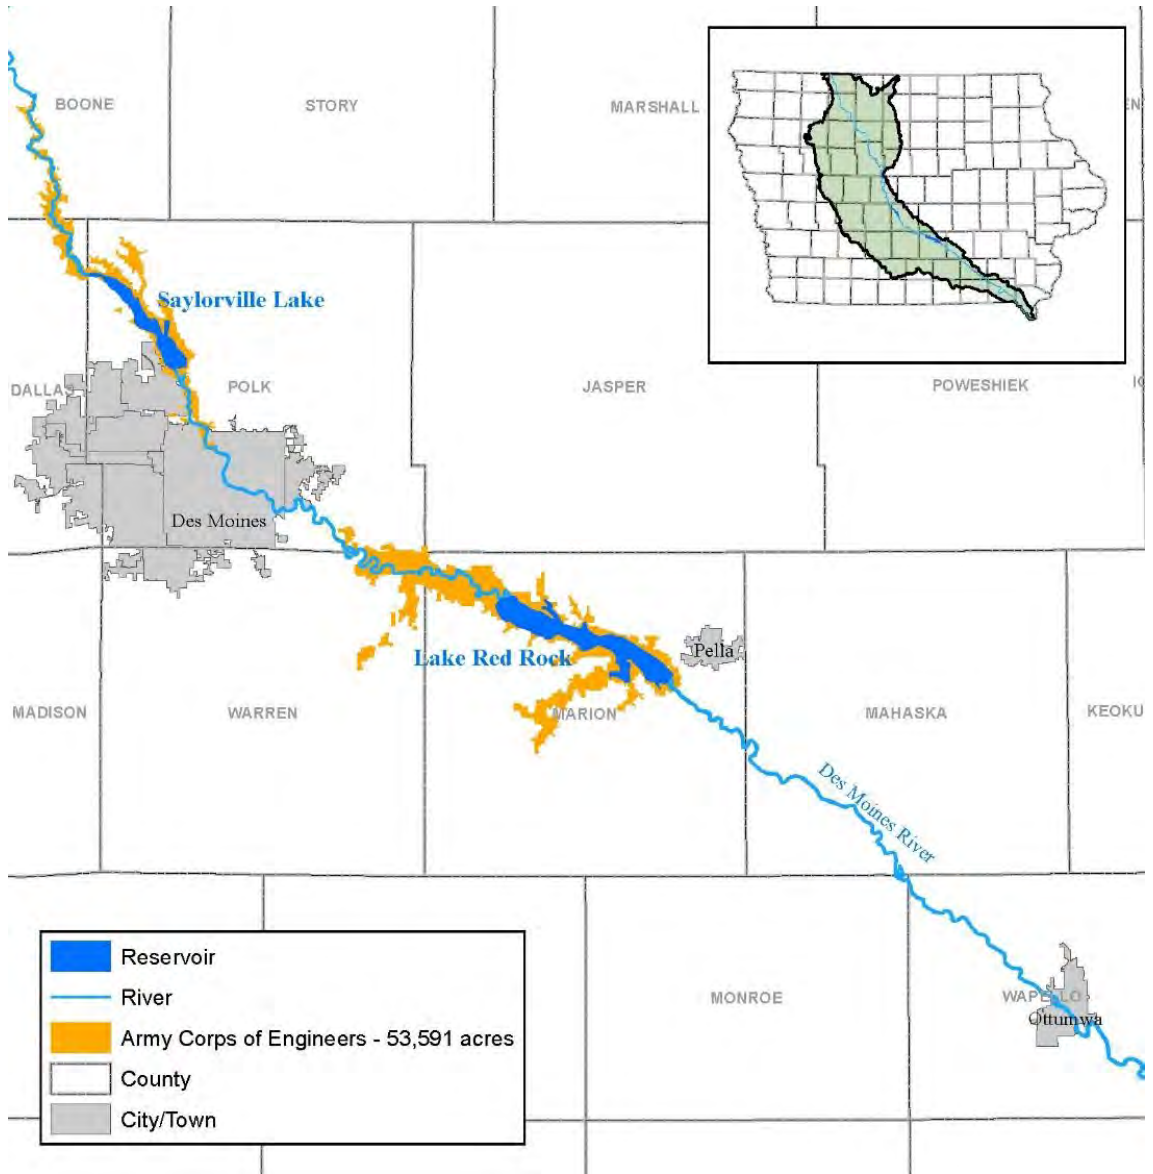 BOONE
STORY
MARSHALL
EN
Saylorville Lake
DALLAS
POLK
JASPER
POWESHIEK
IO
Des Moines
Pella
Lake Red Rock
MADISON
WARREN
MARION
MAHASKA
KEOKU
Des Moines River
MONROE
WAPELLO
Ottumwa
Reservoir
River
Army Corps of Engineers - 53,591 acres
County
City/Town